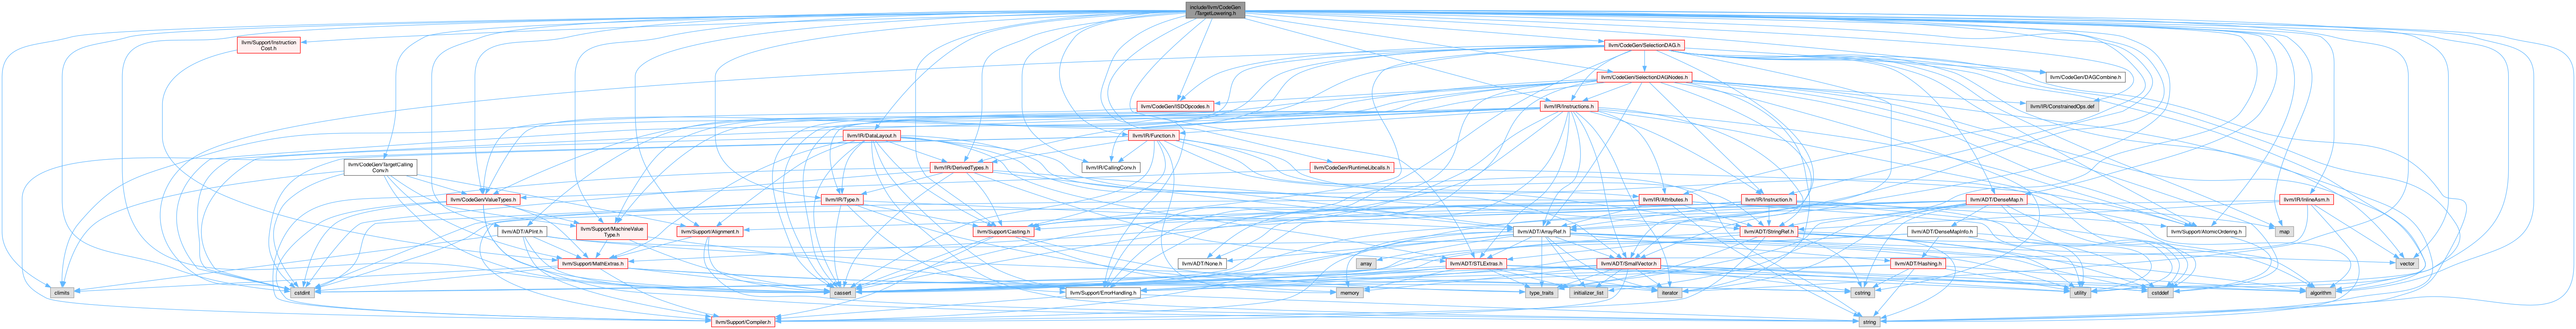 include/llvm/CodeGen
/TargetLowering.h
llvm/Support/Instruction
Cost.h
llvm/CodeGen/SelectionDAG.h
llvm/CodeGen/SelectionDAGNodes.h
llvm/CodeGen/DAGCombine.h
llvm/CodeGen/ISDOpcodes.h
llvm/IR/Instructions.h
llvm/IR/ConstrainedOps.def
llvm/IR/DataLayout.h
llvm/IR/Function.h
llvm/CodeGen/TargetCalling
Conv.h
llvm/IR/DerivedTypes.h
llvm/IR/CallingConv.h
llvm/CodeGen/RuntimeLibcalls.h
llvm/CodeGen/ValueTypes.h
llvm/IR/Type.h
llvm/IR/Attributes.h
llvm/IR/Instruction.h
llvm/ADT/DenseMap.h
llvm/IR/InlineAsm.h
llvm/ADT/APInt.h
llvm/Support/MachineValue
Type.h
llvm/Support/Alignment.h
llvm/Support/Casting.h
llvm/ADT/ArrayRef.h
llvm/ADT/StringRef.h
llvm/ADT/DenseMapInfo.h
llvm/Support/AtomicOrdering.h
map
llvm/Support/MathExtras.h
llvm/ADT/None.h
array
llvm/ADT/STLExtras.h
llvm/ADT/SmallVector.h
llvm/ADT/Hashing.h
vector
climits
cstdint
cassert
llvm/Support/ErrorHandling.h
memory
type_traits
initializer_list
iterator
cstring
utility
cstddef
algorithm
llvm/Support/Compiler.h
string